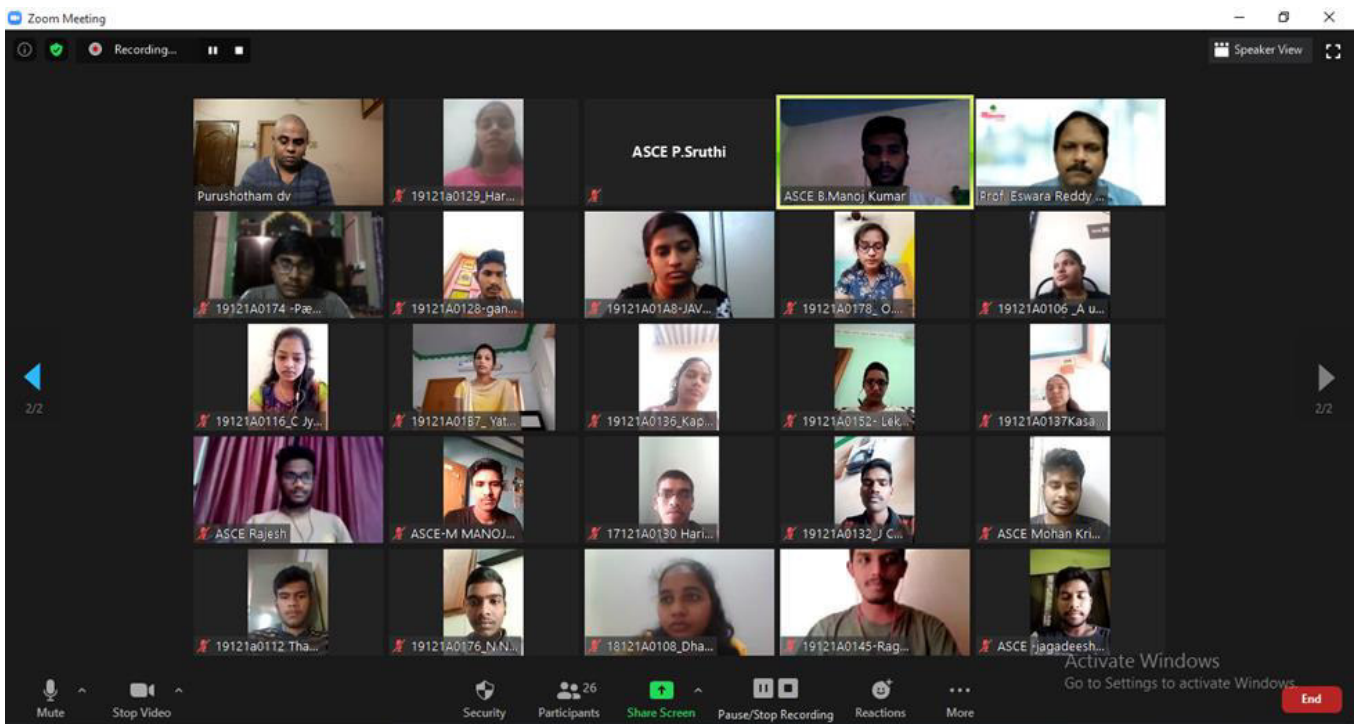 Zoom Meeting
Recording...
Speaker View
ASCE P.Sruthi
Purushotham dv
19121a0129_Har...
ASCE B.Manoj Kumar
Prof. Eswara Reddy ...
19121A0174 -Pæ...
19121A0128-gan...
19121A01A8-JAV...
19121A0178_ O....
19121A0106 _A u...
19121A0116_C Jy...
19121A01B7_ Yat...
19121A0136_Kap...
19121A0152- Lek...
19121A0137Kasa...
2/2
2/2
ASCE Rajesh
ASCE-M MANOJ...
17121A0130 Hari...
19121A0132_J C...
ASCE Mohan Kri...
19121a0112 Tha...
19121A0176_N.N...
18121A0108_Dha...
19121A0145-Rag...
ASCE -jagadeesh...
Activate Windows
Go to Settings to activate Windows.
Mute
Stop Video
Security
Participants
26
Share Screen
Pause/Stop Recording
Reactions
More
End